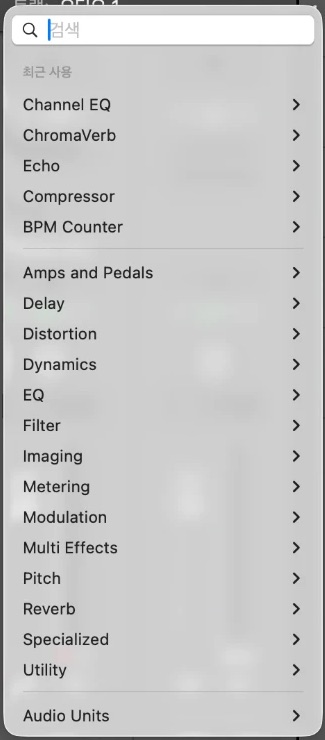 검색
최근 사용
Channel EQ
ChromaVerb
Echo
Compressor
BPM Counter
Amps and Pedals
Delay
Distortion
Dynamics
EQ
Filter
Imaging
Metering
Modulation
Multi Effects
Pitch
Reverb
Specialized
Utility
Audio Units